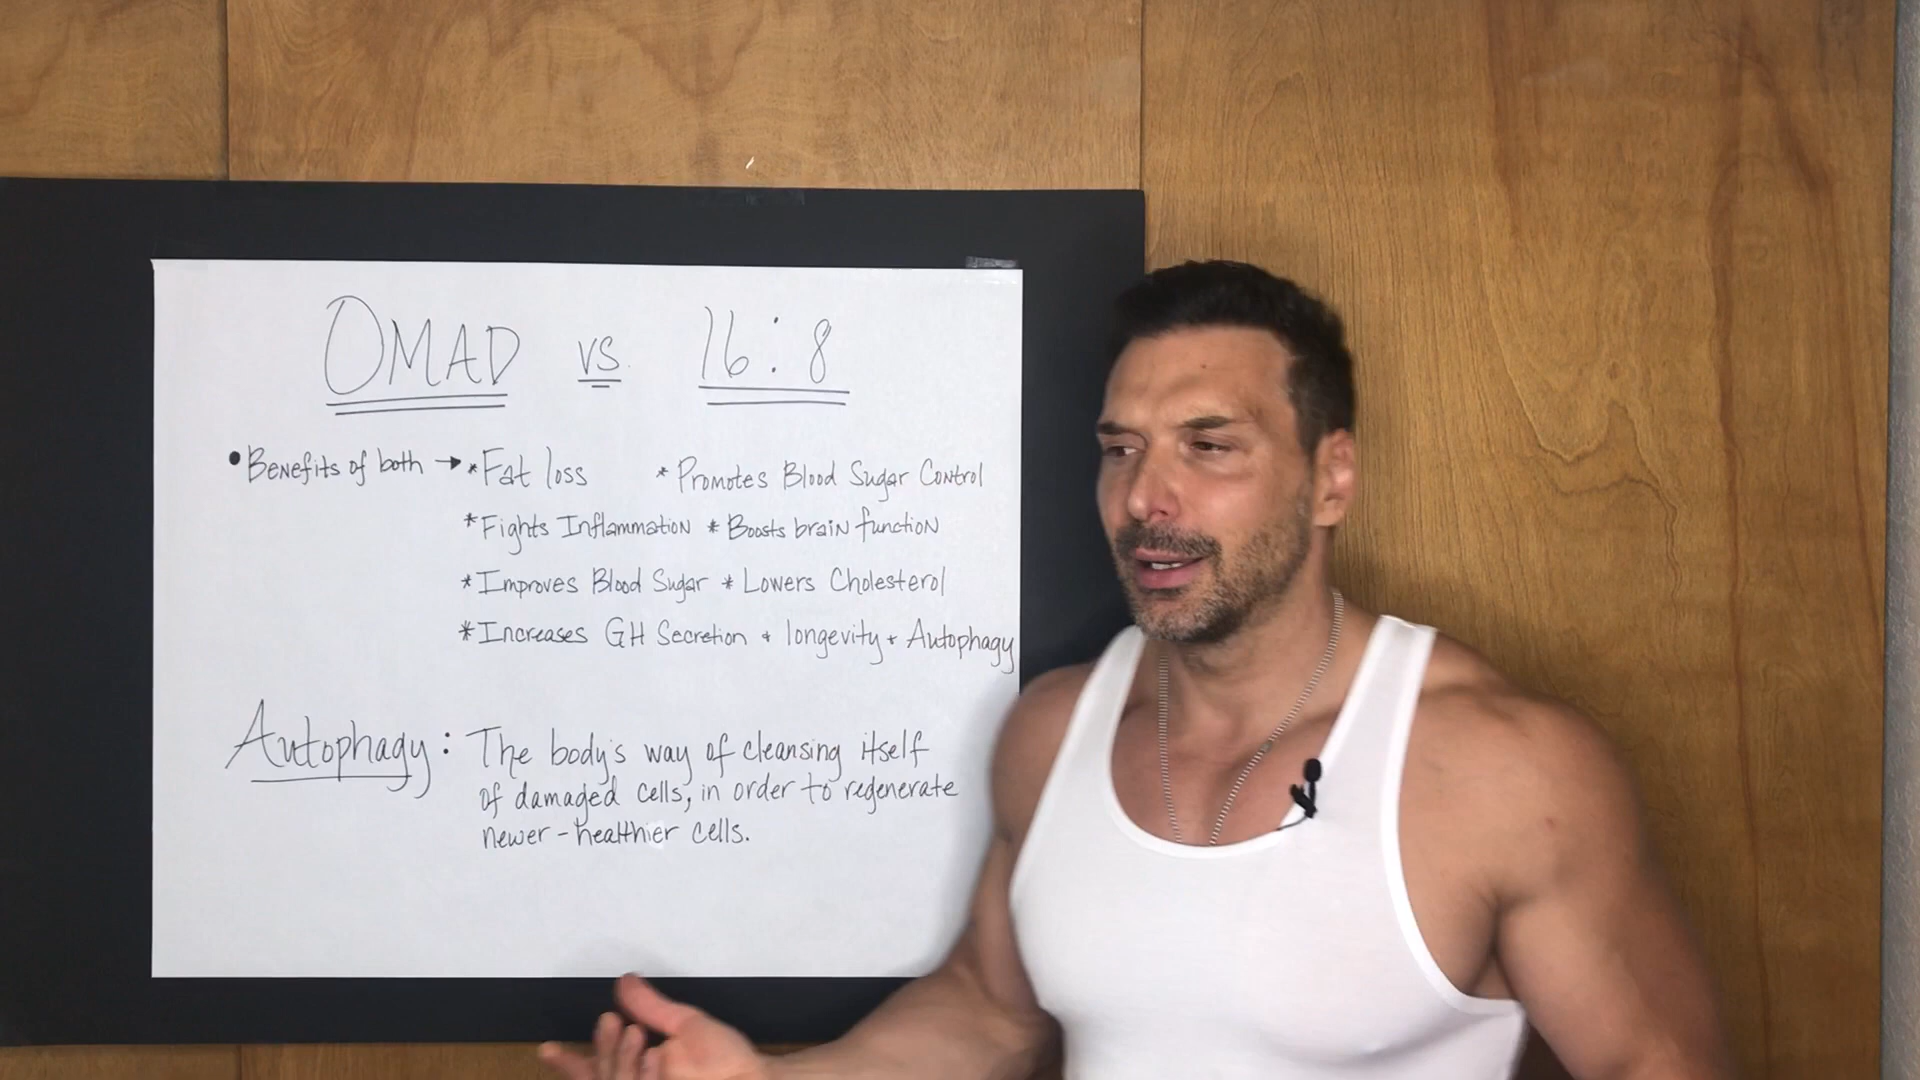 OMAD vs 16:8
• Benefits of both → * Fat loss * Promotes Blood Sugar Control
* Fights Inflammation * Boosts brain function
* Improves Blood Sugar * Lowers Cholesterol
* Increases GH Secretion + longevity + Autophagy
Autophagy: The body's way of cleansing itself
of damaged cells, in order to regenerate
newer-healthier cells.